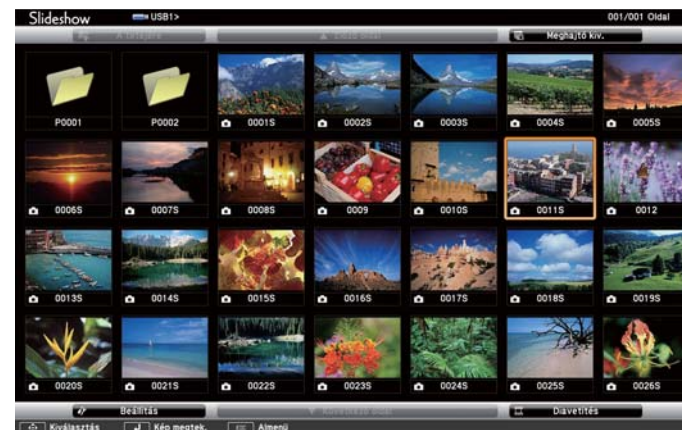 Slideshow USB1> 001/001 Oldal
A tetejére Előző oldal Meghajtó kiv.
P0001 P0002 0001S 0002S 0003S 0004S 0005S
0006S 0007S 0008S 0009 0010S 0011S 0012
0013S 0014S 0015S 0016S 0017S 0018S 0019S
0020S 0021S 0022S 0023S 0024S 0025S 0026S
Beállítás Következő oldal Diavetítés
Kiválasztás Kép megtek. Almenü